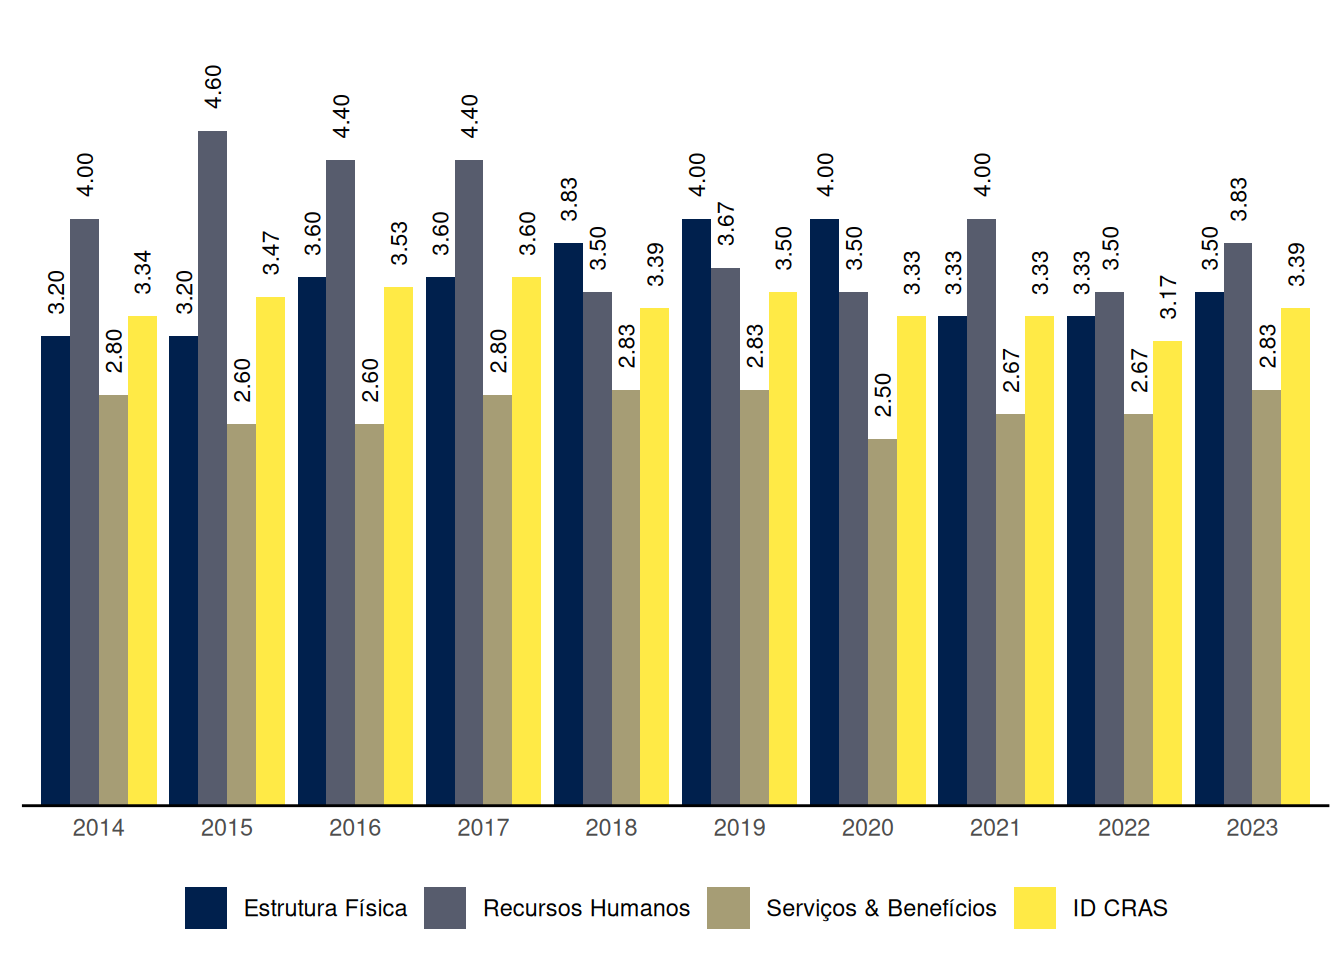 3.20 4.00 2.80 3.34 3.20 4.60 2.60 3.47 3.60 4.40 2.60 3.53 3.60 4.40 2.80 3.60 3.83 3.50 2.83 3.39 4.00 3.67 2.83 3.50 4.00 3.50 2.50 3.33 3.33 4.00 2.67 3.33 3.33 3.50 2.67 3.17 3.50 3.83 2.83 3.39
2014 2015 2016 2017 2018 2019 2020 2021 2022 2023
Estrutura Física Recursos Humanos Serviços & Benefícios ID CRAS